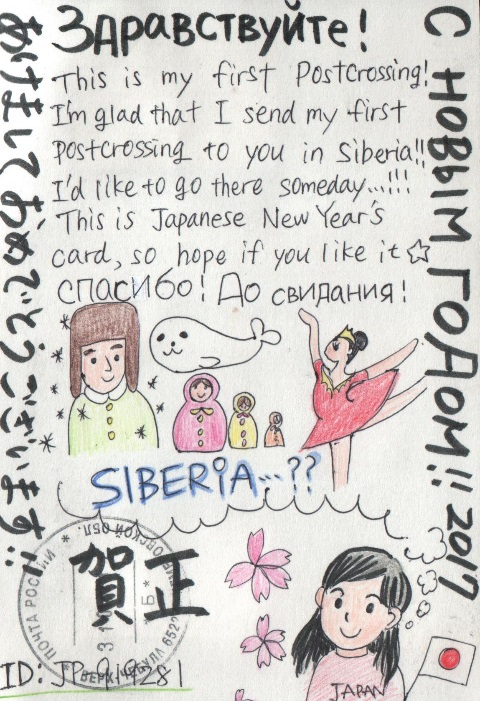 Здравствуйте!
This is my first Postcrossing!
I'm glad that I send my first
postcrossing to you in Siberia!!
I'd like to go there someday...!!!
This is Japanese New Year's
card, so hope if you like it☆
спасибо! До свидания!
あけましておめでとうございます!!
С НОВЫМ ГОДОМ!! 2017
SIBERiA...??
賀正
ПОЧТА РОССИИ
ОБЛ.
ВЕРХ-ЧЕБУЛА
ID:
JAPAN